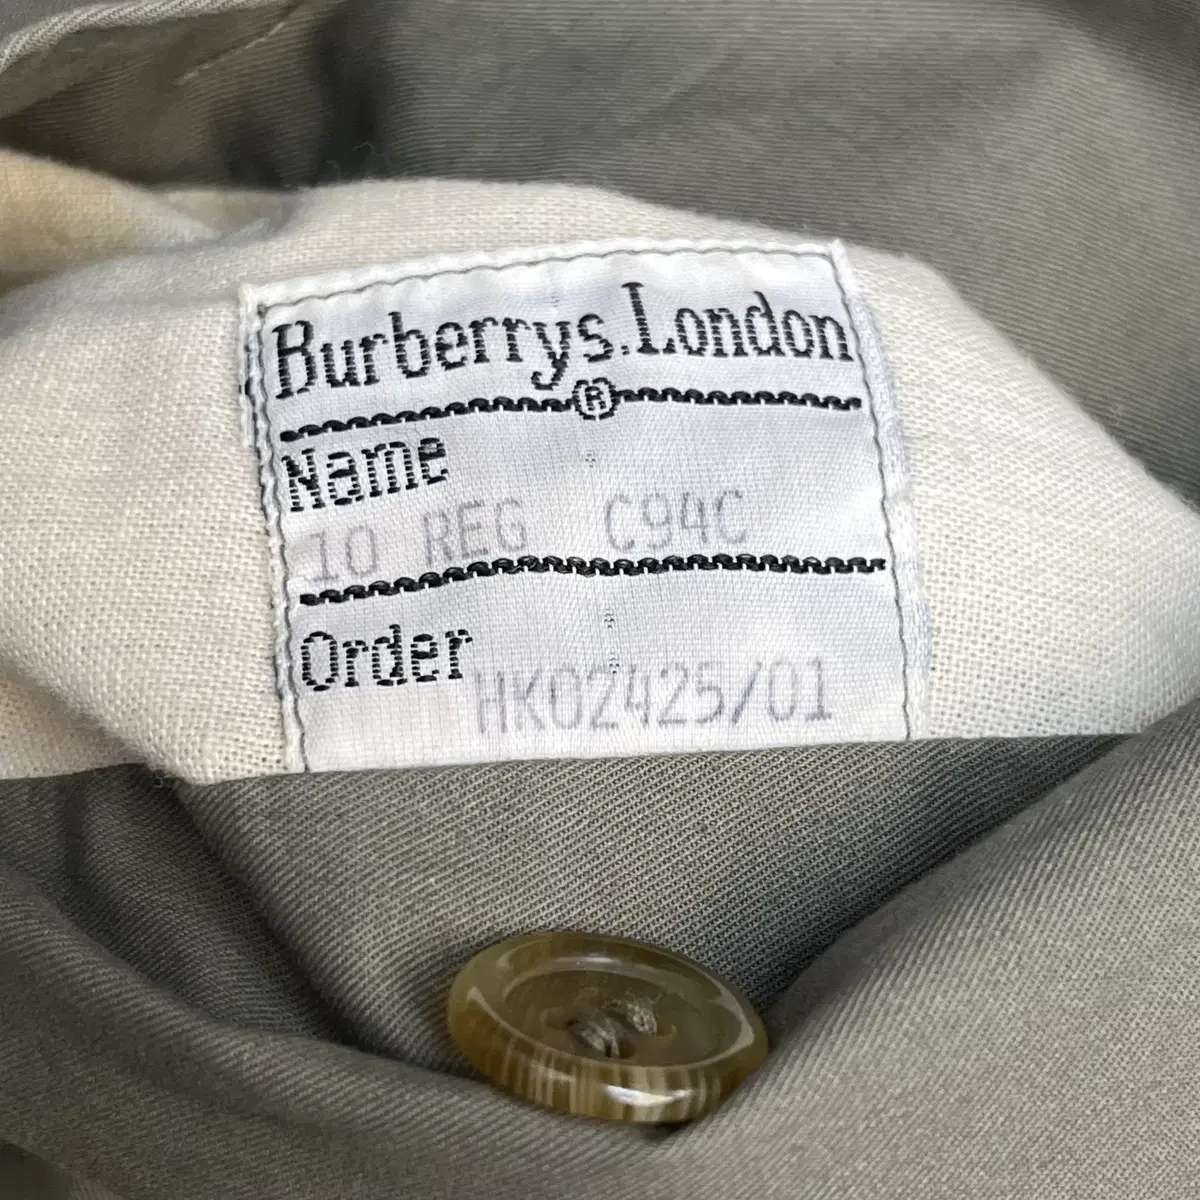 Burberrys.London
®
Name
10 REG C94C
Order
HK02425/01